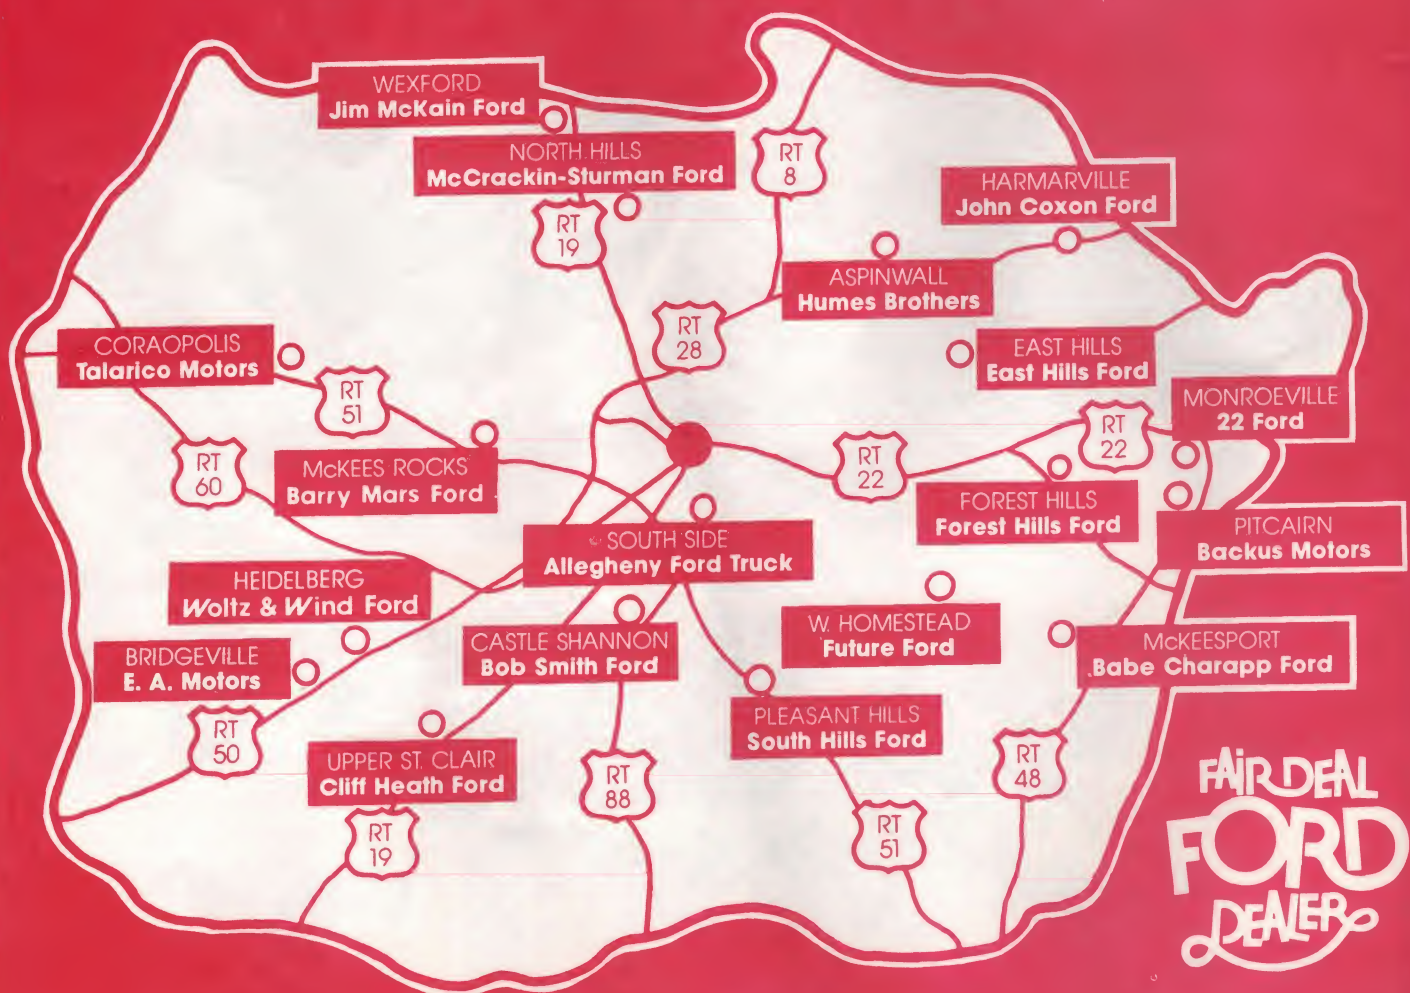 WEXFORD
Jim McKain Ford
NORTH HILLS
McCrackin-Sturman Ford
RT
8
HARMARVILLE
John Coxon Ford
RT
19
ASPINWALL
Humes Brothers
RT
28
CORAOPOLIS
Talarico Motors
EAST HILLS
East Hills Ford
RT
51
MONROEVILLE
22 Ford
RT
22
RT
22
RT
60
McKEES ROCKS
Barry Mars Ford
FOREST HILLS
Forest Hills Ford
PITCAIRN
Backus Motors
SOUTH SIDE
Allegheny Ford Truck
HEIDELBERG
Woltz & Wind Ford
W. HOMESTEAD
Future Ford
CASTLE SHANNON
Bob Smith Ford
McKEESPORT
Babe Charapp Ford
BRIDGEVILLE
E. A. Motors
PLEASANT HILLS
South Hills Ford
RT
50
UPPER ST. CLAIR
Cliff Heath Ford
RT
88
RT
48
RT
19
RT
51
FAiR DEAL
FORD
DEALER